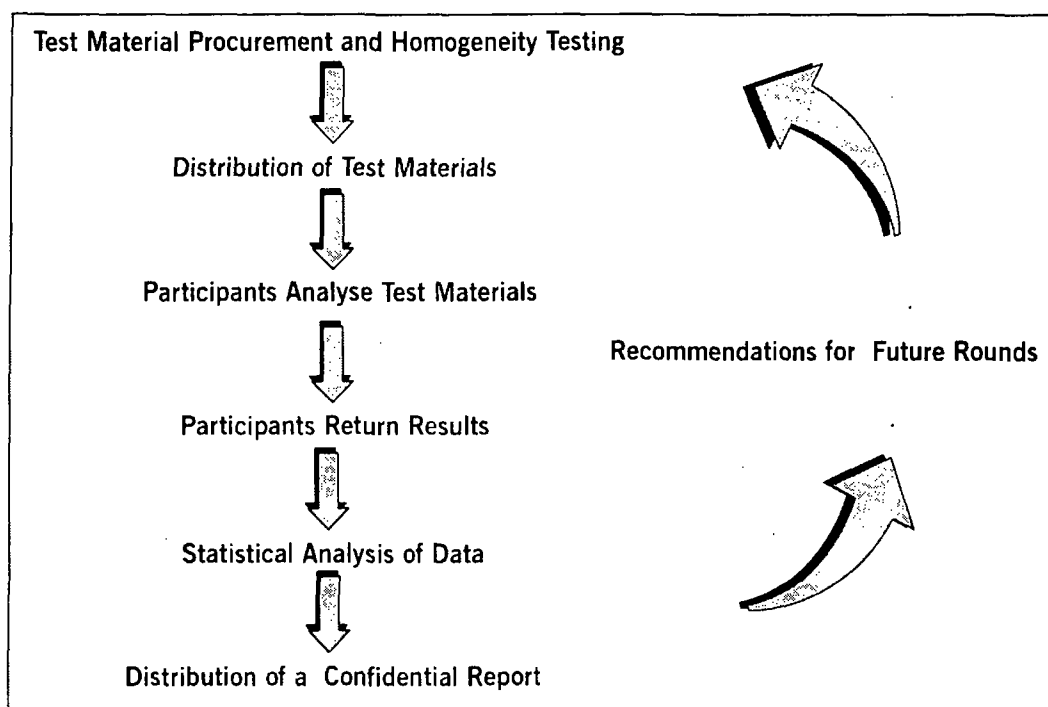 Test Material Procurement and Homogeneity Testing
Distribution of Test Materials
Participants Analyse Test Materials
Recommendations for Future Rounds
Participants Return Results
Statistical Analysis of Data
Distribution of a Confidential Report